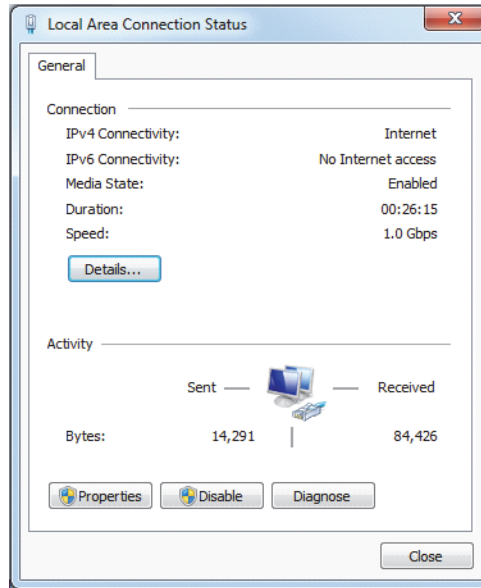 Local Area Connection Status
General
Connection
IPv4 Connectivity: Internet
IPv6 Connectivity: No Internet access
Media State: Enabled
Duration: 00:26:15
Speed: 1.0 Gbps
Details...
Activity
Sent Received
Bytes: 14,291 84,426
Properties Disable Diagnose
Close